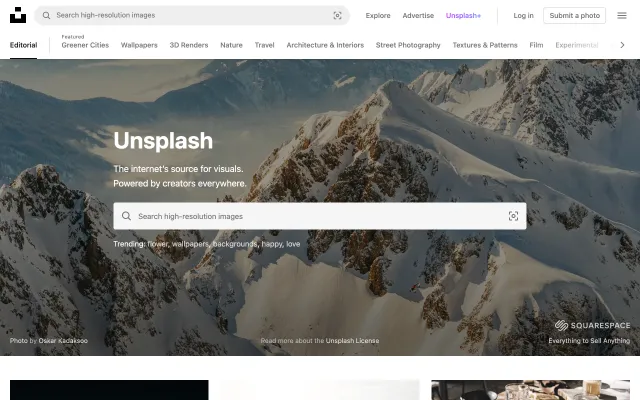 Search high-resolution images
Explore
Advertise
Unsplash+
Log in
Submit a photo
Editorial
Featured
Greener Cities
Wallpapers
3D Renders
Nature
Travel
Architecture & Interiors
Street Photography
Textures & Patterns
Film
Experimental
Unsplash
The internet's source for visuals.
Powered by creators everywhere.
Search high-resolution images
Trending: flower, wallpapers, backgrounds, happy, love
SQUARESPACE
Photo by Oskar Kadaksoo
Read more about the Unsplash License
Everything to Sell Anything